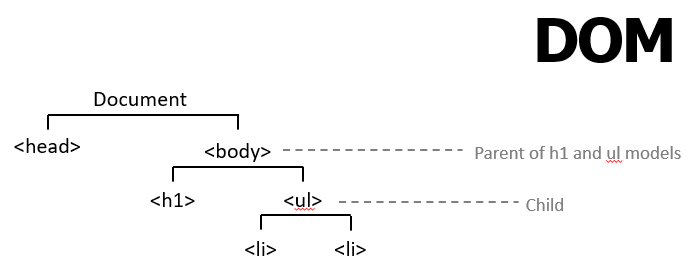 DOM
Document
<head>
<body>
Parent of h1 and ul models
<h1>
<ul>
Child
<li>
<li>